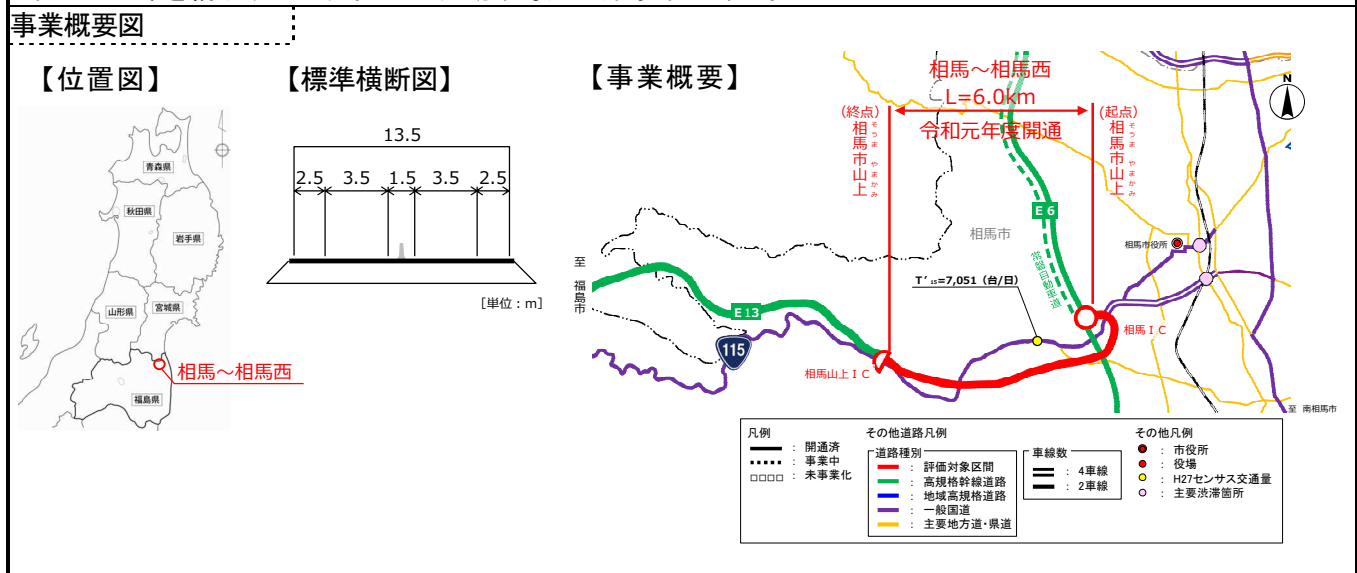 事業概要図
【位置図】
【標準横断図】
【事業概要】
青森県
秋田県
岩手県
山形県
宮城県
福島県
相馬～相馬西
13.5
2.5 3.5 1.5 3.5 2.5
[単位：m]
相馬～相馬西
L=6.0km
令和元年度開通
(終点)
相馬市山上
そうま やまかみ
(起点)
相馬市山上
そうま やまかみ
N
E6
常磐自動車道
相馬市
相馬市役所
至 福島市
E13
115
T'₁₅=7,051（台/日）
相馬山上ＩＣ
相馬ＩＣ
至 南相馬市
凡例
： 開通済
： 事業中
： 未事業化
その他道路凡例
道路種別
： 評価対象区間
： 高規格幹線道路
： 地域高規格道路
： 一般国道
： 主要地方道・県道
車線数
： 4車線
： 2車線
その他凡例
： 市役所
： 役場
： H27センサス交通量
： 主要渋滞箇所